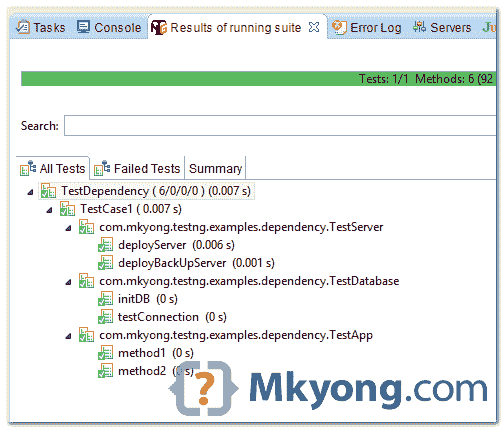 Tasks Console Results of running suite Error Log Servers Ju
Tests: 1/1 Methods: 6 (92
Search:
All Tests Failed Tests Summary
TestDependency ( 6/0/0/0 ) (0.007 s)
TestCase1 ( 0.007 s)
com.mkyong.testng.examples.dependency.TestServer
deployServer (0.006 s)
deployBackUpServer (0.001 s)
com.mkyong.testng.examples.dependency.TestDatabase
initDB (0 s)
testConnection (0 s)
com.mkyong.testng.examples.dependency.TestApp
method1 (0 s)
method2 (0 s)
{?} Mkyong.com